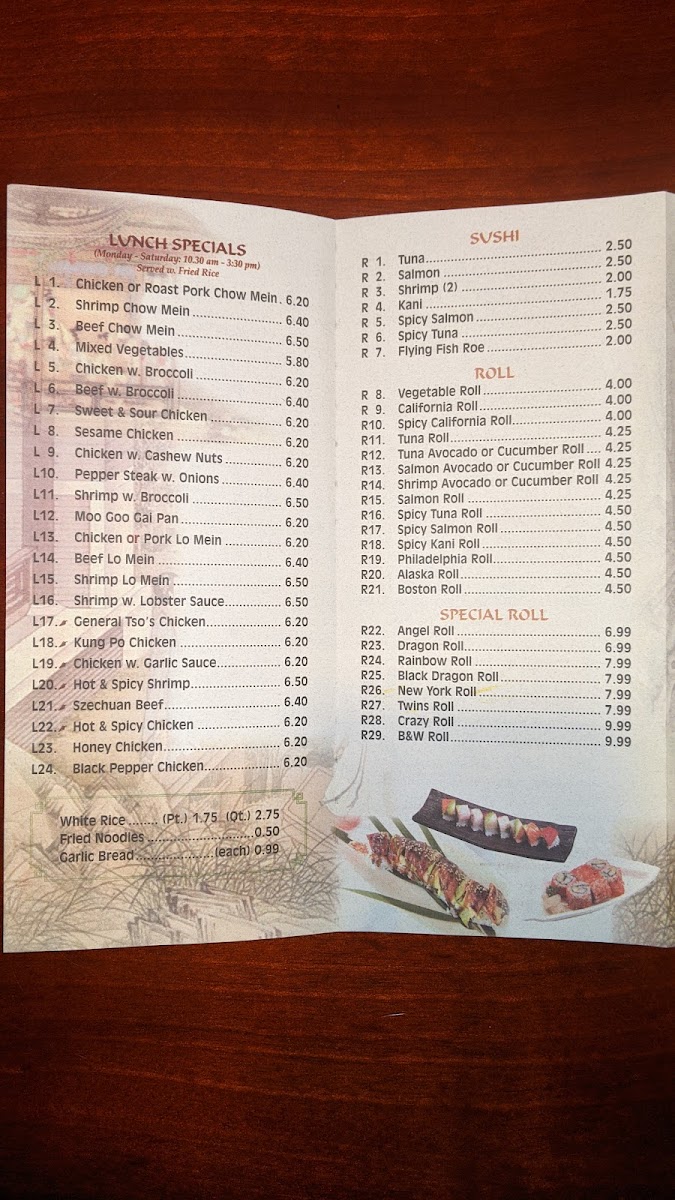 LUNCH SPECIALS
(Monday - Saturday: 10.30 am - 3:30 pm)
Served w. Fried Rice
L 1. Chicken or Roast Pork Chow Mein . 6.20
L 2. Shrimp Chow Mein ........ 6.40
L 3. Beef Chow Mein ........ 6.50
L 4. Mixed Vegetables........ 5.80
L 5. Chicken w. Broccoli ........ 6.20
L 6. Beef w. Broccoli ........ 6.40
L 7. Sweet & Sour Chicken ........ 6.20
L 8. Sesame Chicken ........ 6.20
L 9. Chicken w. Cashew Nuts ........ 6.20
L10. Pepper Steak w. Onions ........ 6.40
L11. Shrimp w. Broccoli ........ 6.50
L12. Moo Goo Gai Pan ........ 6.20
L13. Chicken or Pork Lo Mein ........ 6.20
L14. Beef Lo Mein ........ 6.40
L15. Shrimp Lo Mein ........ 6.50
L16. Shrimp w. Lobster Sauce........ 6.50
L17. General Tso's Chicken........ 6.20
L18. Kung Po Chicken ........ 6.20
L19. Chicken w. Garlic Sauce........ 6.20
L20. Hot & Spicy Shrimp........ 6.50
L21. Szechuan Beef........ 6.40
L22. Hot & Spicy Chicken ........ 6.20
L23. Honey Chicken........ 6.20
L24. Black Pepper Chicken........ 6.20
White Rice ........ (Pt.) 1.75 (Qt.) 2.75
Fried Noodles ........ 0.50
Garlic Bread ........ (each) 0.99
SUSHI
R 1. Tuna........ 2.50
R 2. Salmon ........ 2.50
R 3. Shrimp (2) ........ 2.00
R 4. Kani ........ 1.75
R 5. Spicy Salmon ........ 2.50
R 6. Spicy Tuna ........ 2.50
R 7. Flying Fish Roe ........ 2.00
ROLL
R 8. Vegetable Roll ........ 4.00
R 9. California Roll ........ 4.00
R10. Spicy California Roll........ 4.00
R11. Tuna Roll........ 4.25
R12. Tuna Avocado or Cucumber Roll .... 4.25
R13. Salmon Avocado or Cucumber Roll 4.25
R14. Shrimp Avocado or Cucumber Roll 4.25
R15. Salmon Roll ........ 4.25
R16. Spicy Tuna Roll ........ 4.50
R17. Spicy Salmon Roll ........ 4.50
R18. Spicy Kani Roll ........ 4.50
R19. Philadelphia Roll........ 4.50
R20. Alaska Roll ........ 4.50
R21. Boston Roll ........ 4.50
SPECIAL ROLL
R22. Angel Roll ........ 6.99
R23. Dragon Roll........ 6.99
R24. Rainbow Roll ........ 7.99
R25. Black Dragon Roll........ 7.99
R26. New York Roll ........ 7.99
R27. Twins Roll ........ 7.99
R28. Crazy Roll ........ 9.99
R29. B&W Roll........ 9.99